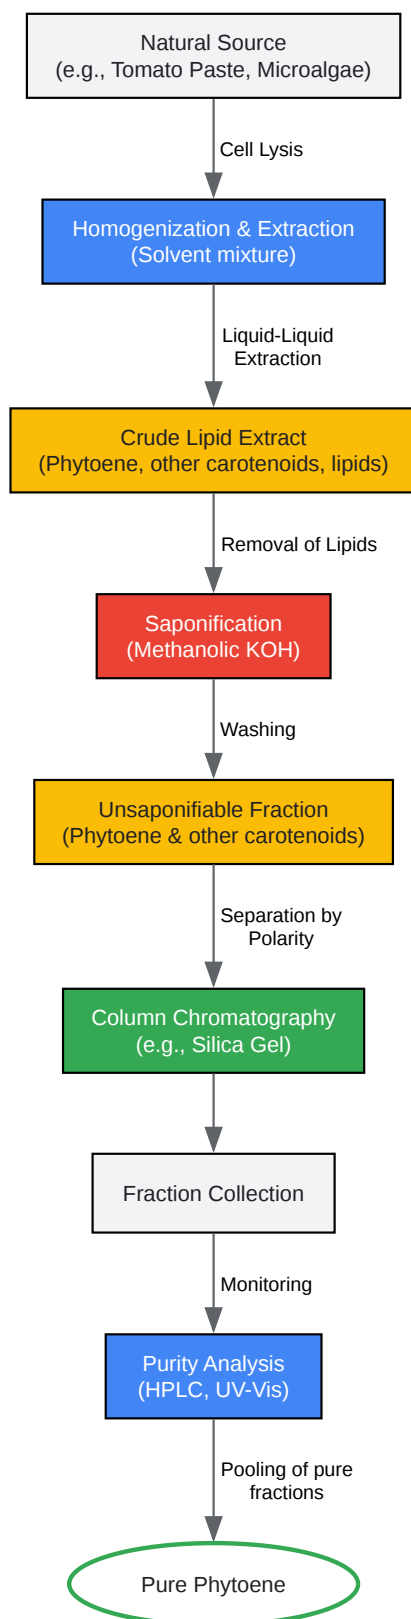 Natural Source
(e.g., Tomato Paste, Microalgae)
Cell Lysis
Homogenization & Extraction
(Solvent mixture)
Liquid-Liquid
Extraction
Crude Lipid Extract
(Phytoene, other carotenoids, lipids)
Removal of Lipids
Saponification
(Methanolic KOH)
Washing
Unsaponifiable Fraction
(Phytoene & other carotenoids)
Separation by
Polarity
Column Chromatography
(e.g., Silica Gel)
Fraction Collection
Monitoring
Purity Analysis
(HPLC, UV-Vis)
Pooling of pure
fractions
Pure Phytoene